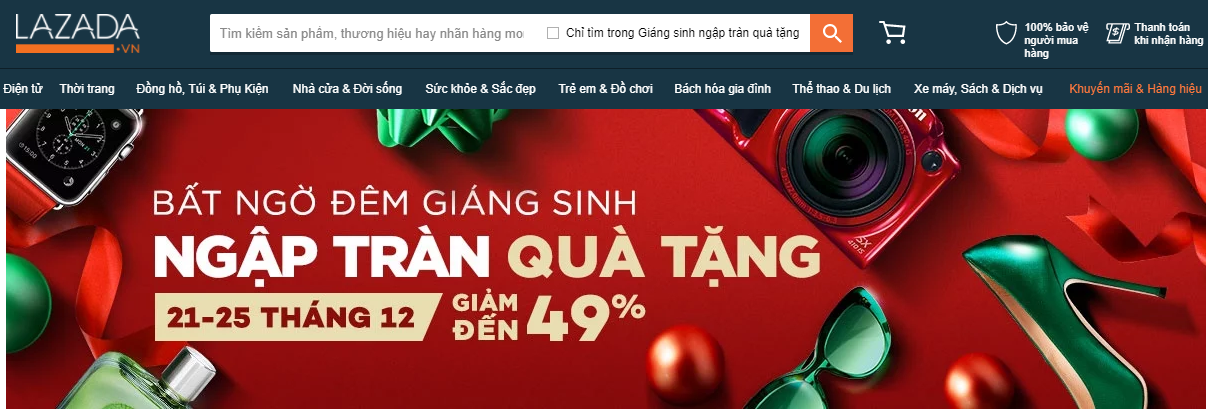 LAZADA
.VN
Tìm kiếm sản phẩm, thương hiệu hay nhãn hàng mo
Chỉ tìm trong Giáng sinh ngập tràn quà tặng
100% bảo vệ
người mua
hàng
Thanh toán
khi nhận hàng
Điện tử
Thời trang
Đồng hồ, Túi & Phụ Kiện
Nhà cửa & Đời sống
Sức khỏe & Sắc đẹp
Trẻ em & Đồ chơi
Bách hóa gia đình
Thể thao & Du lịch
Xe máy, Sách & Dịch vụ
Khuyến mãi & Hàng hiệu
BẤT NGỜ ĐÊM GIÁNG SINH
NGẬP TRÀN QUÀ TẶNG
21-25 THÁNG 12
GIẢM
ĐẾN
49%
SX